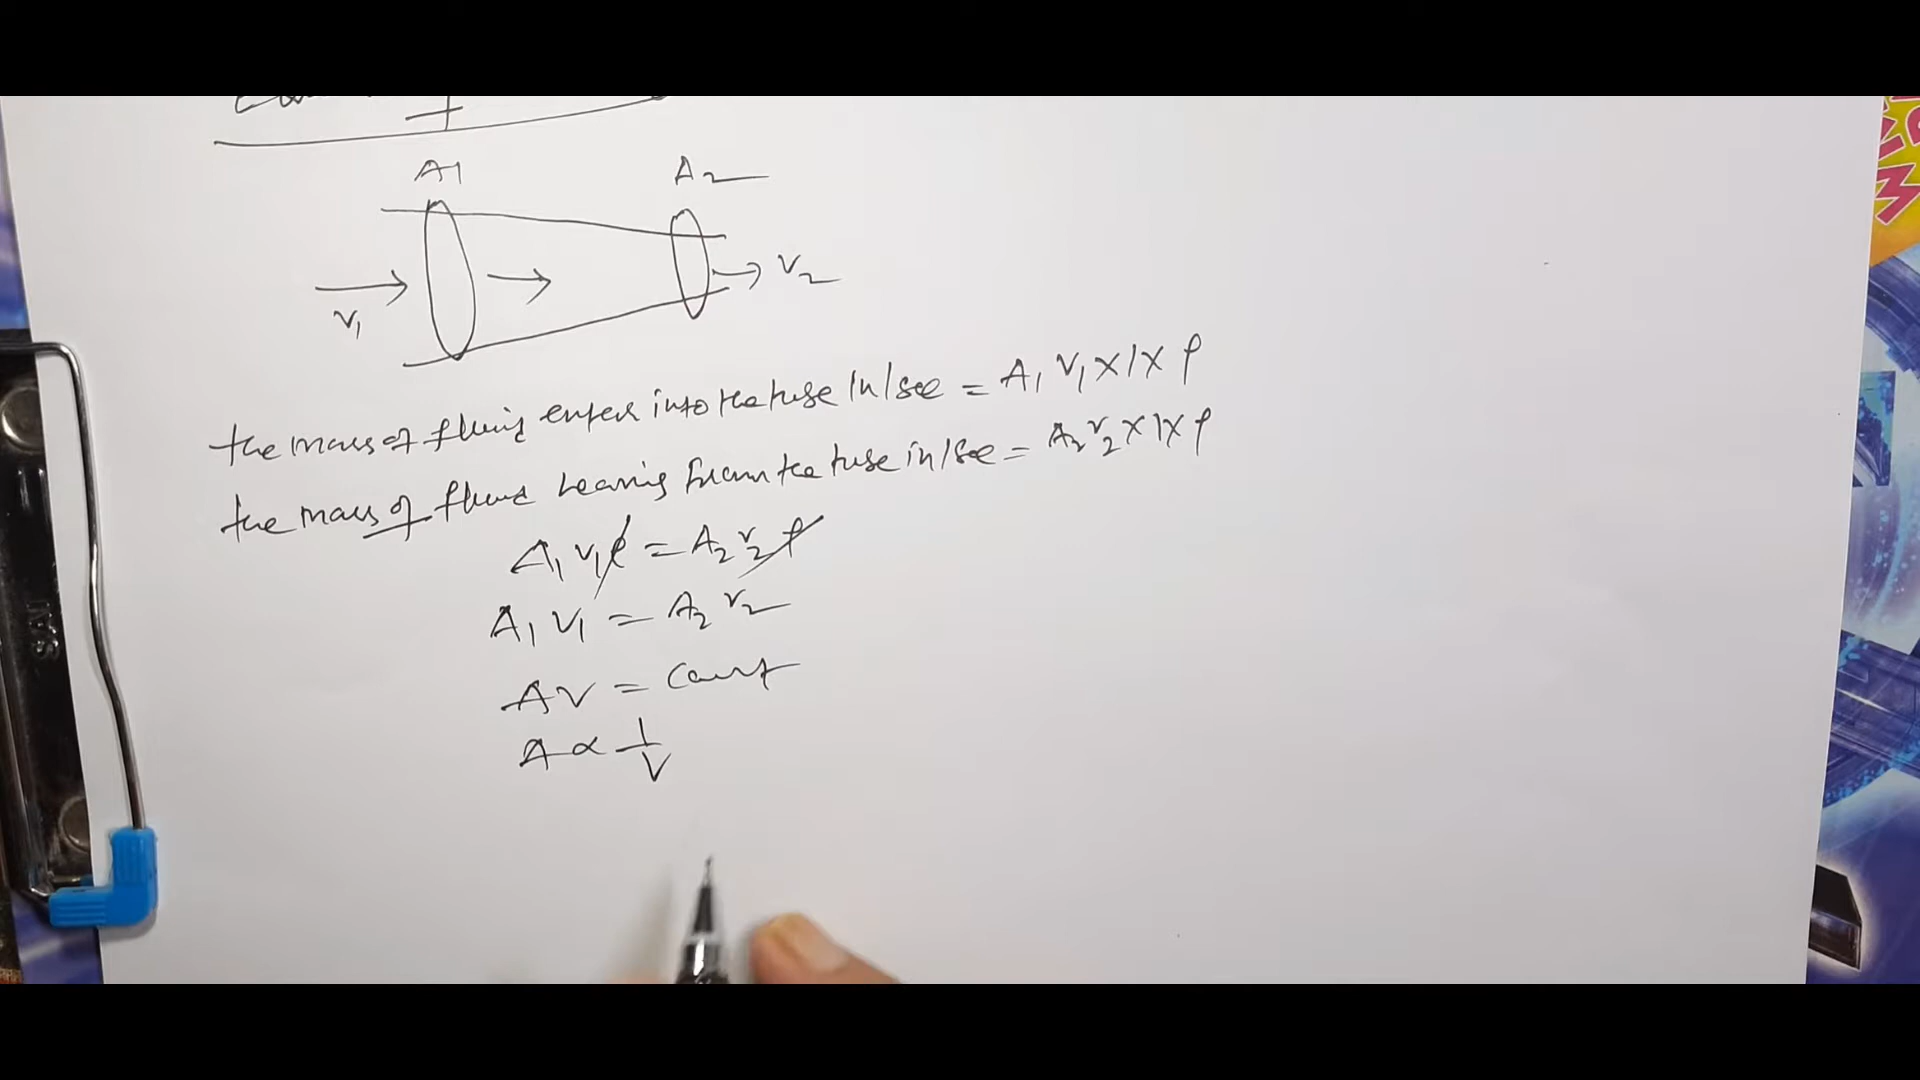 A1 A2
V1 V2
the mass of fluid enter into the tube in 1 sec = A1 V1 X 1 X ρ
the mass of fluid leaving from the tube in 1 sec = A2 V2 X 1 X ρ
A1 V1 ρ = A2 V2 ρ
A1 V1 = A2 V2
AV = Const
A ∝ 1/V
SAI